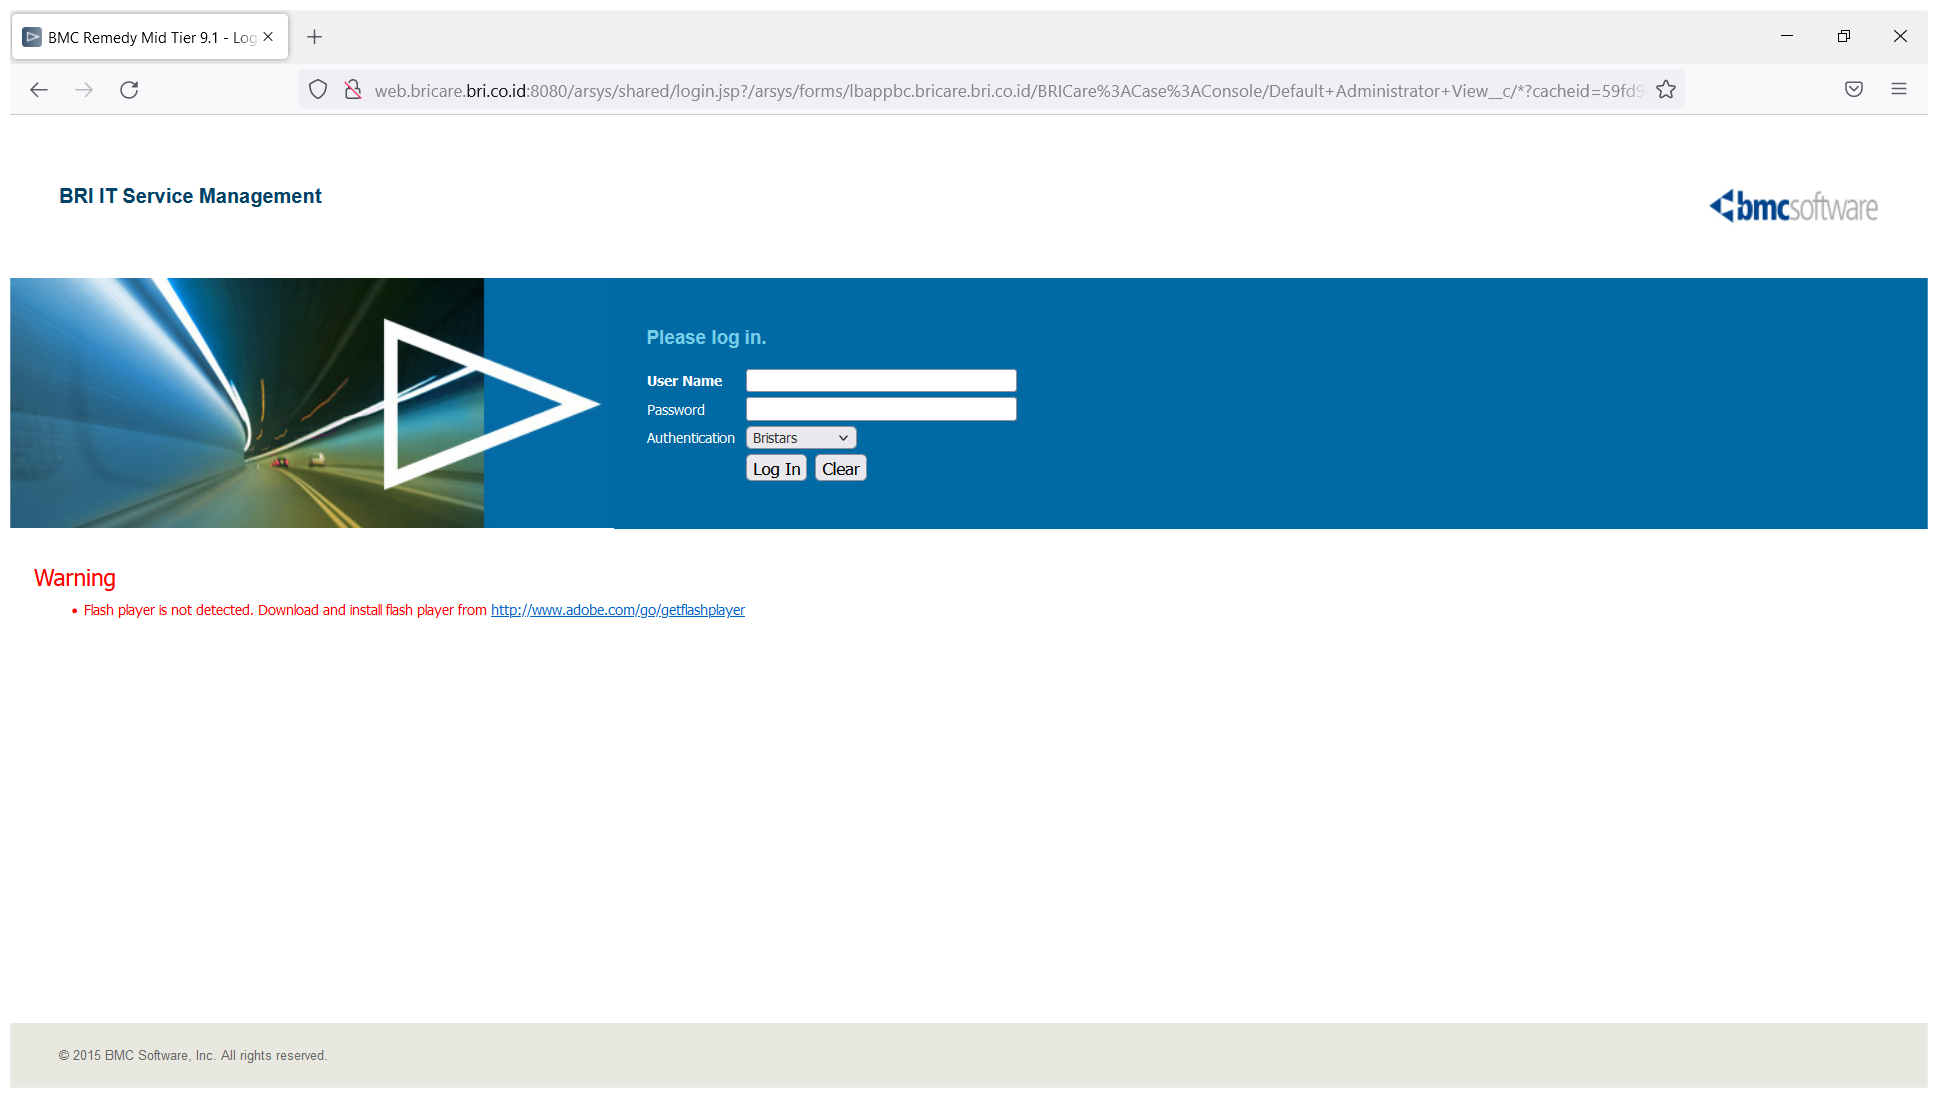 BMC Remedy Mid Tier 9.1 - Log
web.bricare.bri.co.id:8080/arsys/shared/login.jsp?/arsys/forms/lbappbc.bricare.bri.co.id/BRICare%3ACase%3AConsole/Default+Administrator+View__c/*?cacheid=59fd9
BRI IT Service Management
bmcsoftware
Please log in.
User Name
Password
Authentication Bristars
Log In Clear
Warning
• Flash player is not detected. Download and install flash player from http://www.adobe.com/go/getflashplayer
© 2015 BMC Software, Inc. All rights reserved.